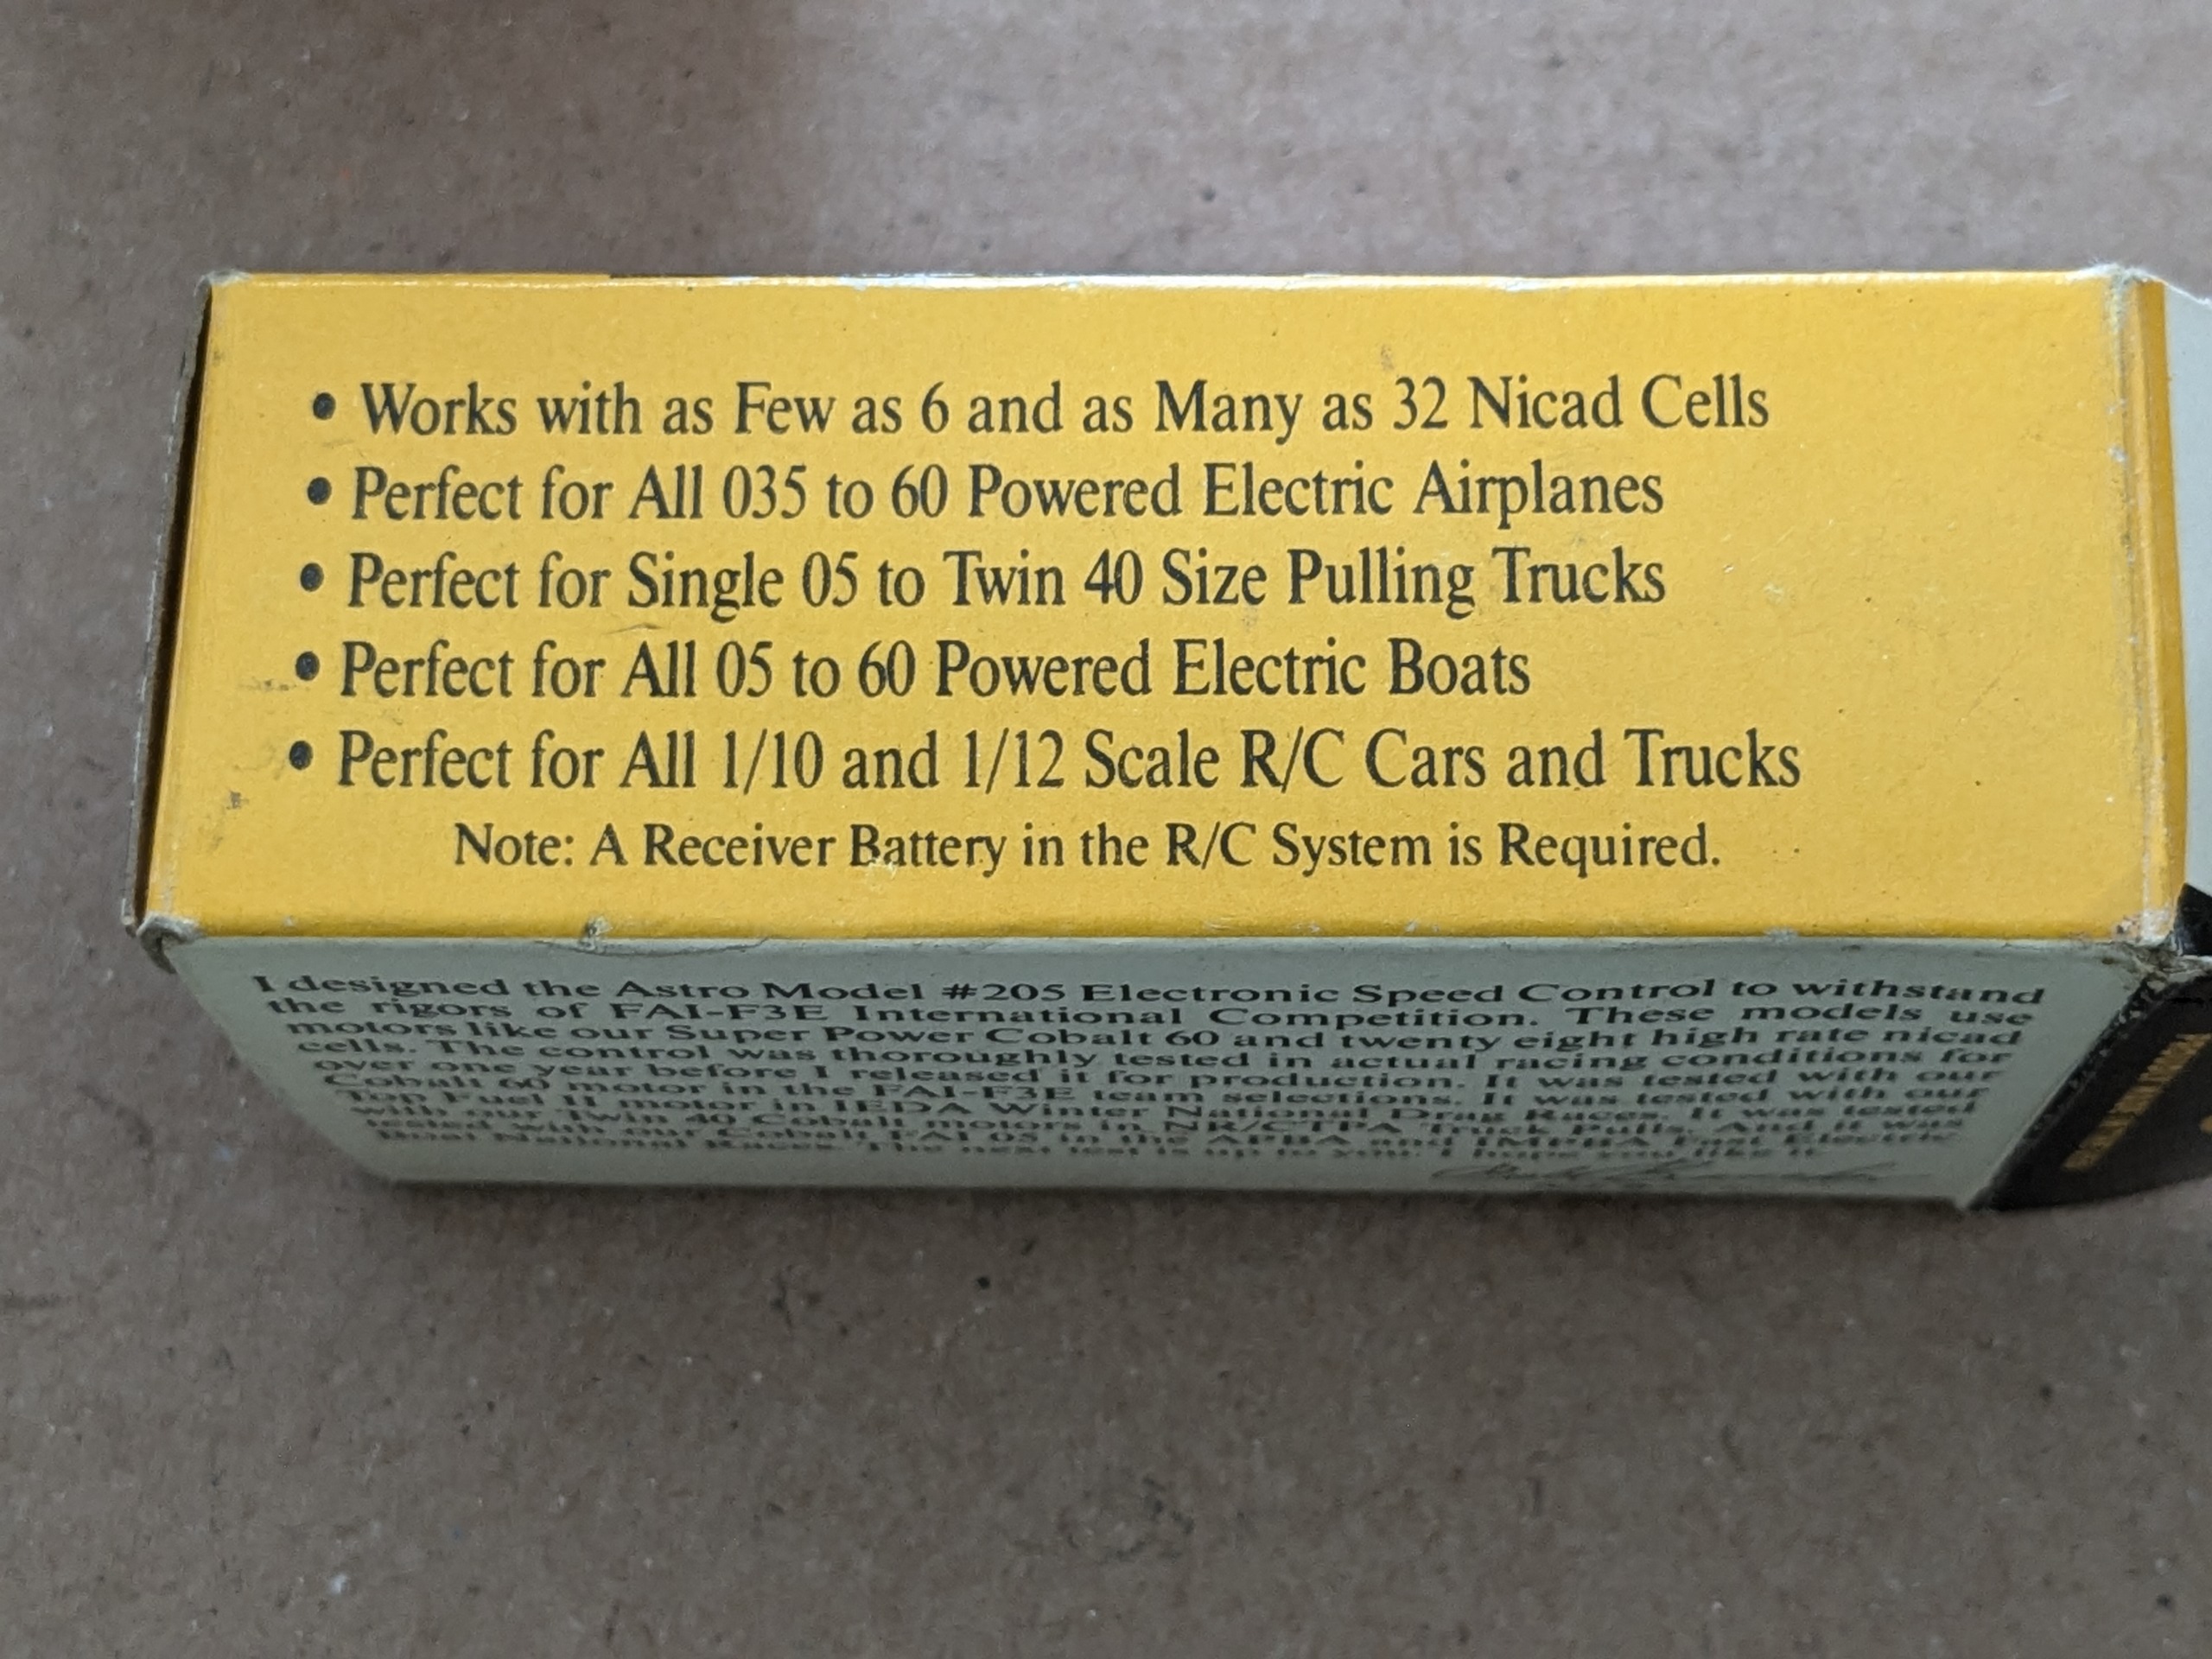 • Works with as Few as 6 and as Many as 32 Nicad Cells
• Perfect for All 035 to 60 Powered Electric Airplanes
• Perfect for Single 05 to Twin 40 Size Pulling Trucks
• Perfect for All 05 to 60 Powered Electric Boats
• Perfect for All 1/10 and 1/12 Scale R/C Cars and Trucks
Note: A Receiver Battery in the R/C System is Required.
I designed the Astro Model #205 Electronic Speed Control to withstand
the rigors of FAI-F3E International Competition. These models use
motors like our Super Power Cobalt 60 and twenty eight high rate nicad
cells. The control was thoroughly tested in actual racing conditions for
over one year before I released it for production. It was tested with our
Cobalt 60 motor in the FAI-F3E team selections. It was tested with our
Top Fuel II motor in IEDA Winter National Drag Races. It was tested
with our Twin 40 Cobalt motors in NR/CTPA Truck Pulls. And it was
tested with our Cobalt FAI 05 in the APBA and IMPBA Fast Electric
Boat National Races. The next test is up to you. I hope you like it.